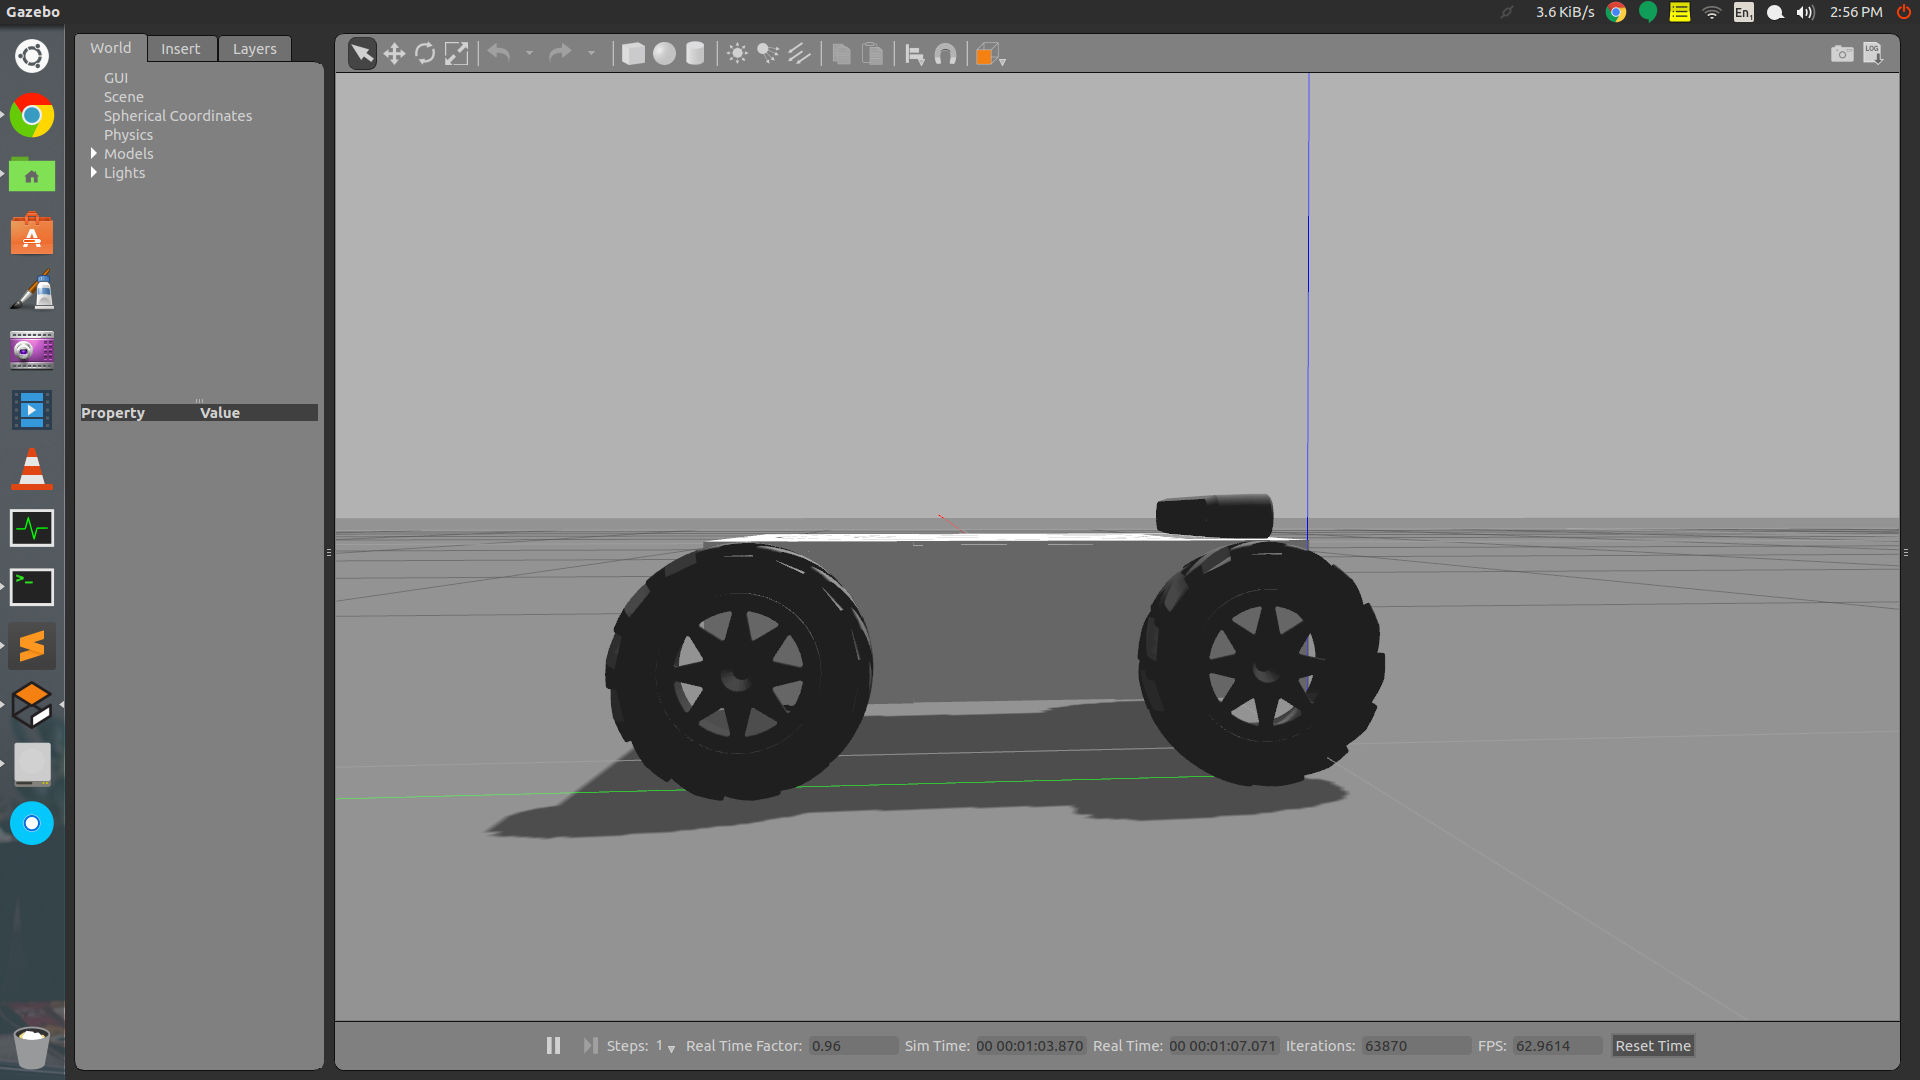 Gazebo
3.6 KiB/s
En1
2:56 PM
World
Insert
Layers
LOG
GUI
Scene
Spherical Coordinates
Physics
Models
Lights
Property Value
>_
Steps: 1 Real Time Factor: 0.96 Sim Time: 00 00:01:03.870 Real Time: 00 00:01:07.071 Iterations: 63870 FPS: 62.9614 Reset Time